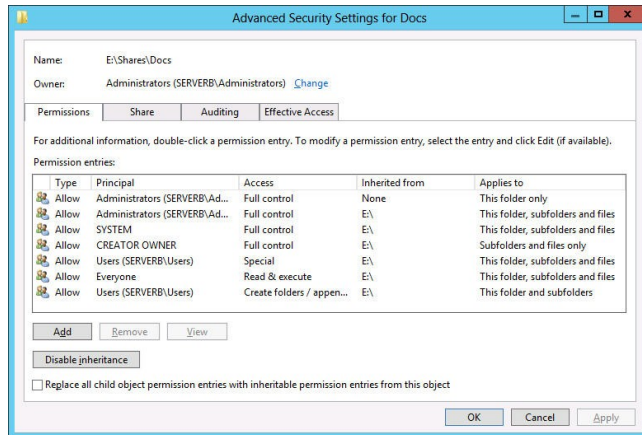 Advanced Security Settings for Docs
Name: E:\Shares\Docs
Owner: Administrators (SERVERB\Administrators) Change
Permissions Share Auditing Effective Access
For additional information, double-click a permission entry. To modify a permission entry, select the entry and click Edit (if available).
Permission entries:
Type Principal Access Inherited from Applies to
Allow Administrators (SERVERB\Ad... Full control None This folder only
Allow Administrators (SERVERB\Ad... Full control E:\ This folder, subfolders and files
Allow SYSTEM Full control E:\ This folder, subfolders and files
Allow CREATOR OWNER Full control E:\ Subfolders and files only
Allow Users (SERVERB\Users) Special E:\ This folder, subfolders and files
Allow Everyone Read & execute E:\ This folder, subfolders and files
Allow Users (SERVERB\Users) Create folders / appen... E:\ This folder and subfolders
Add Remove View
Disable inheritance
Replace all child object permission entries with inheritable permission entries from this object
OK Cancel Apply